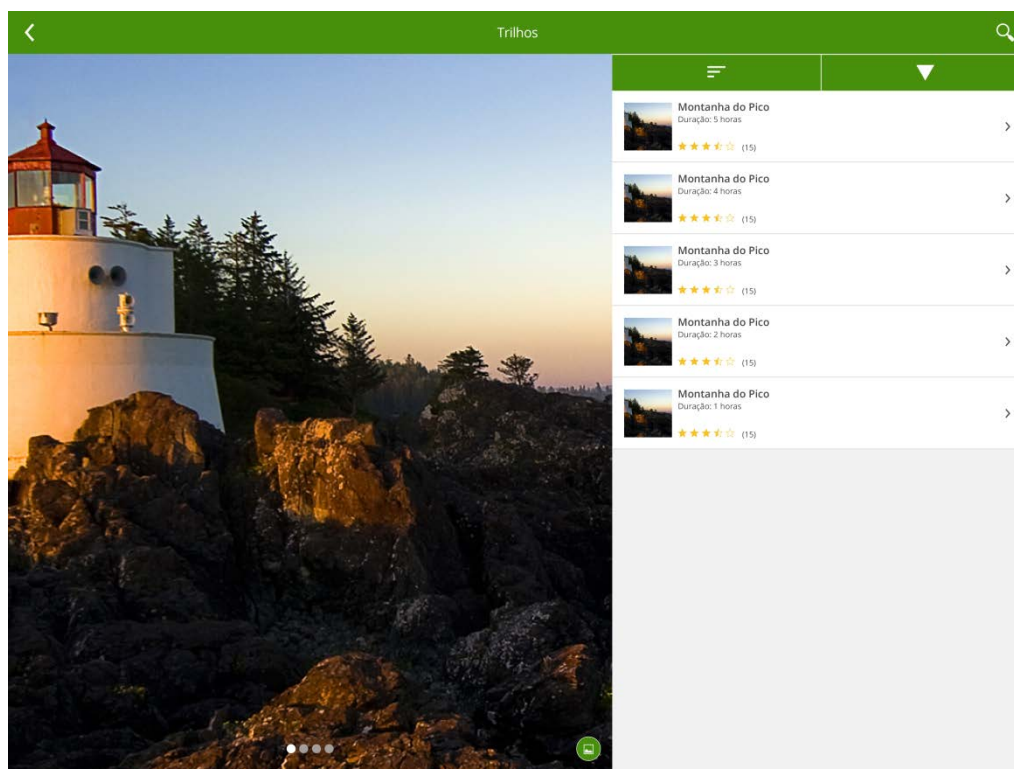 Trilhos
Montanha do Pico
Duração: 5 horas
(15)
Montanha do Pico
Duração: 4 horas
(15)
Montanha do Pico
Duração: 3 horas
(15)
Montanha do Pico
Duração: 2 horas
(15)
Montanha do Pico
Duração: 1 horas
(15)